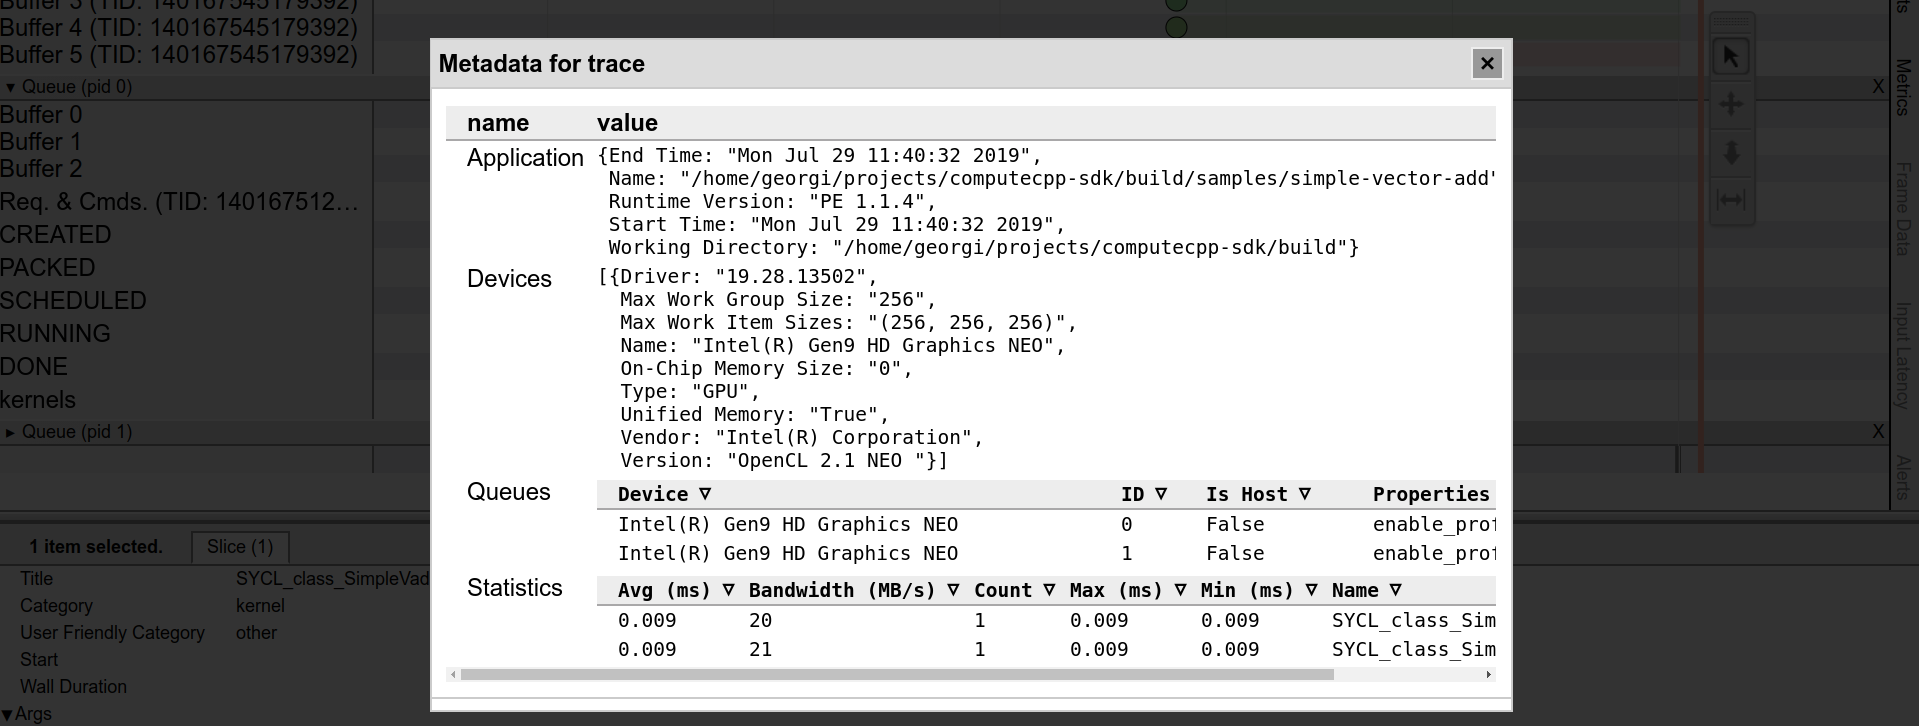 Buffer 3 (TID: 140167545179392)
Buffer 4 (TID: 140167545179392)
Buffer 5 (TID: 140167545179392)
▾ Queue (pid 0)
X
Buffer 0
Buffer 1
Buffer 2
Req. & Cmds. (TID: 140167512…
CREATED
PACKED
SCHEDULED
RUNNING
DONE
kernels
▸ Queue (pid 1)
X
1 item selected.
Slice (1)
Title SYCL_class_SimpleVad
Category kernel
User Friendly Category other
Start
Wall Duration
▼Args
Metadata for trace
×
name value
Application {End Time: "Mon Jul 29 11:40:32 2019",
Name: "/home/georgi/projects/computecpp-sdk/build/samples/simple-vector-add"
Runtime Version: "PE 1.1.4",
Start Time: "Mon Jul 29 11:40:32 2019",
Working Directory: "/home/georgi/projects/computecpp-sdk/build"}
Devices [{Driver: "19.28.13502",
Max Work Group Size: "256",
Max Work Item Sizes: "(256, 256, 256)",
Name: "Intel(R) Gen9 HD Graphics NEO",
On-Chip Memory Size: "0",
Type: "GPU",
Unified Memory: "True",
Vendor: "Intel(R) Corporation",
Version: "OpenCL 2.1 NEO "}]
Queues Device ▽ ID ▽ Is Host ▽ Properties
Intel(R) Gen9 HD Graphics NEO 0 False enable_prof
Intel(R) Gen9 HD Graphics NEO 1 False enable_prof
Statistics Avg (ms) ▽ Bandwidth (MB/s) ▽ Count ▽ Max (ms) ▽ Min (ms) ▽ Name ▽
0.009 20 1 0.009 0.009 SYCL_class_Sim
0.009 21 1 0.009 0.009 SYCL_class_Sim
Metrics
Frame Data
Input Latency
Alerts